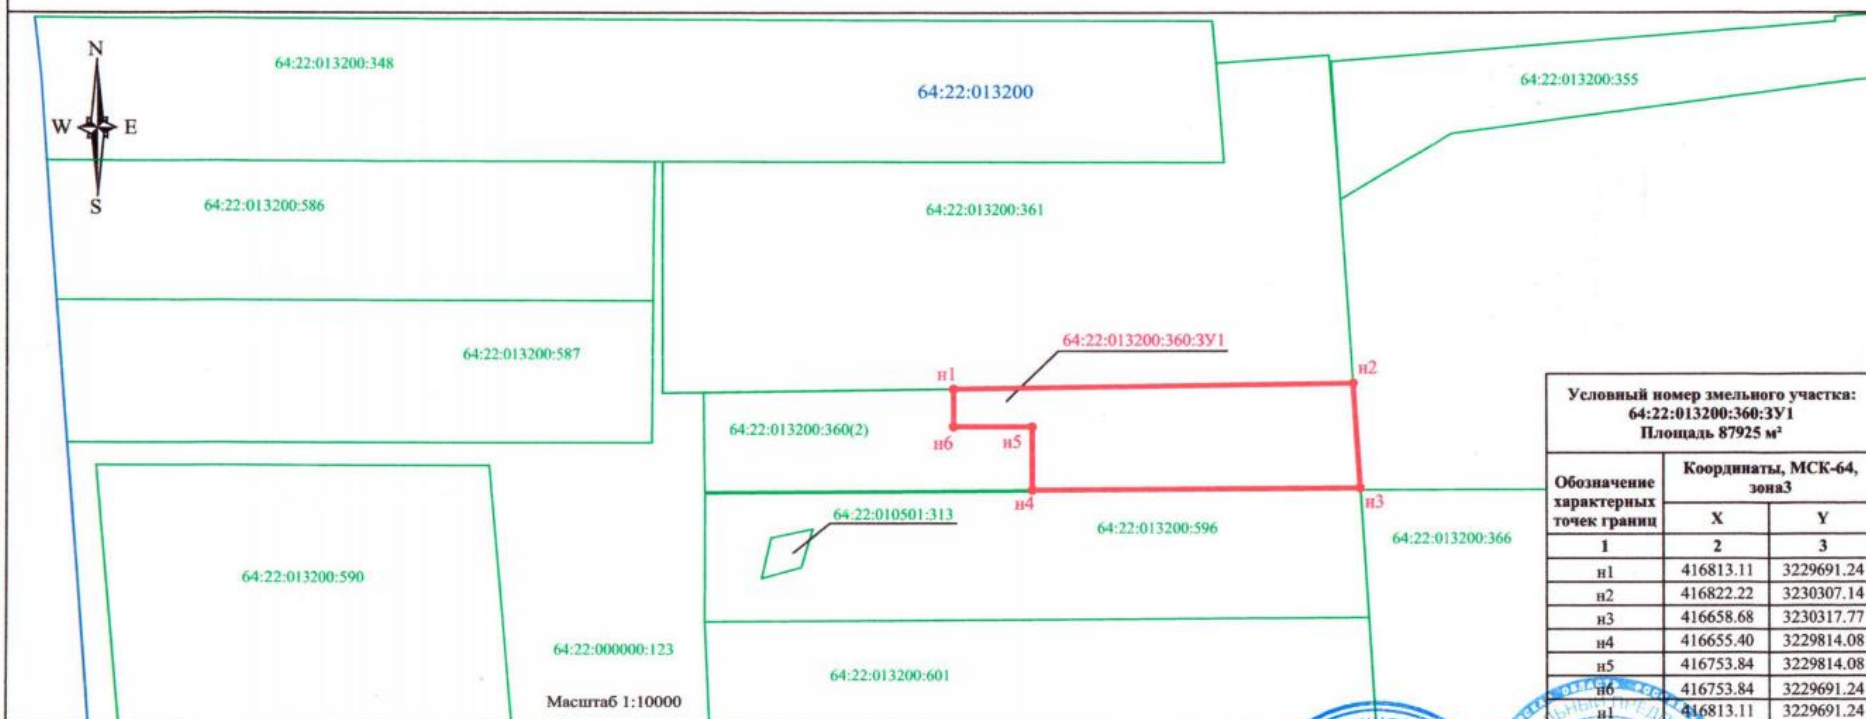 64:22:013200:348
64:22:013200
64:22:013200:355
N
W E
S
64:22:013200:586
64:22:013200:361
64:22:013200:587
64:22:013200:360:ЗУ1
н1
н2
64:22:013200:360(2)
н6
н5
н4
н3
64:22:010501:313
64:22:013200:596
64:22:013200:366
64:22:013200:590
64:22:000000:123
64:22:013200:601
Масштаб 1:10000
Условный номер змельного участка:
64:22:013200:360:ЗУ1
Площадь 87925 м²
Обозначение характерных точек границ
Координаты, МСК-64,
зона3
X Y
1 2 3
н1 416813.11 3229691.24
н2 416822.22 3230307.14
н3 416658.68 3230317.77
н4 416655.40 3229814.08
н5 416753.84 3229814.08
н6 416753.84 3229691.24
н1 416813.11 3229691.24